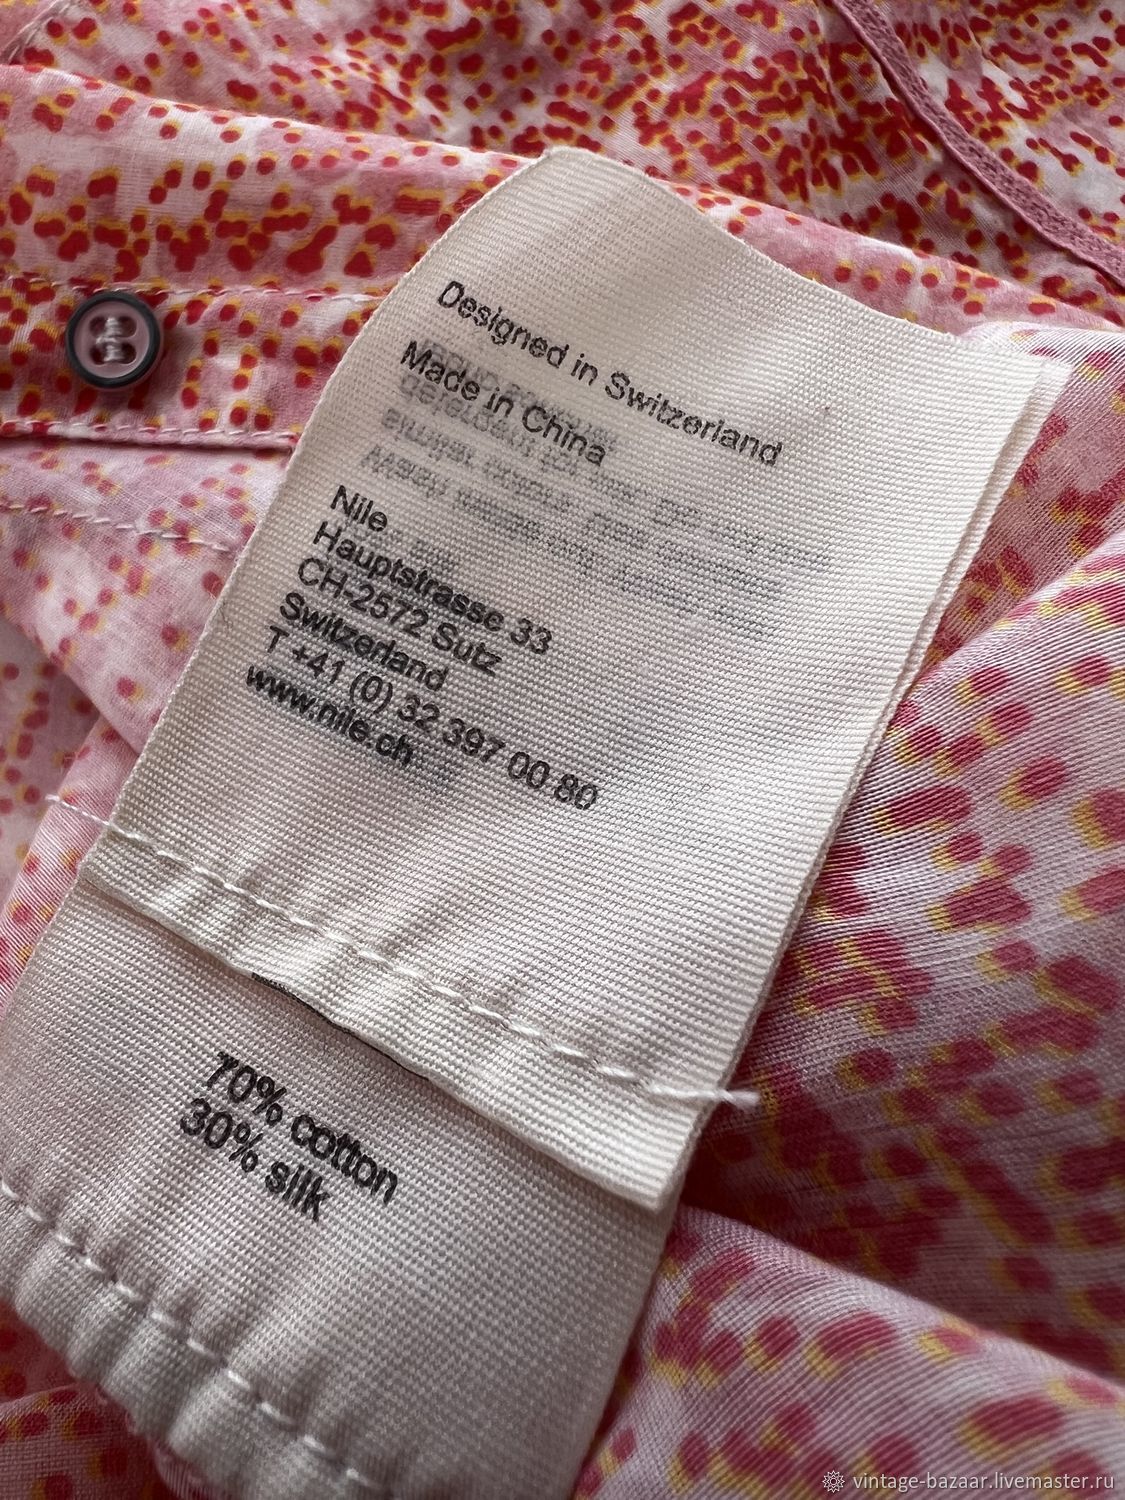 Designed in Switzerland
Made in China
Nile
Hauptstrasse 33
CH-2572 Sutz
Switzerland
T +41 (0) 32 397 00 80
www.nile.ch
70% cotton
30% silk
vintage-bazaar.livemaster.ru